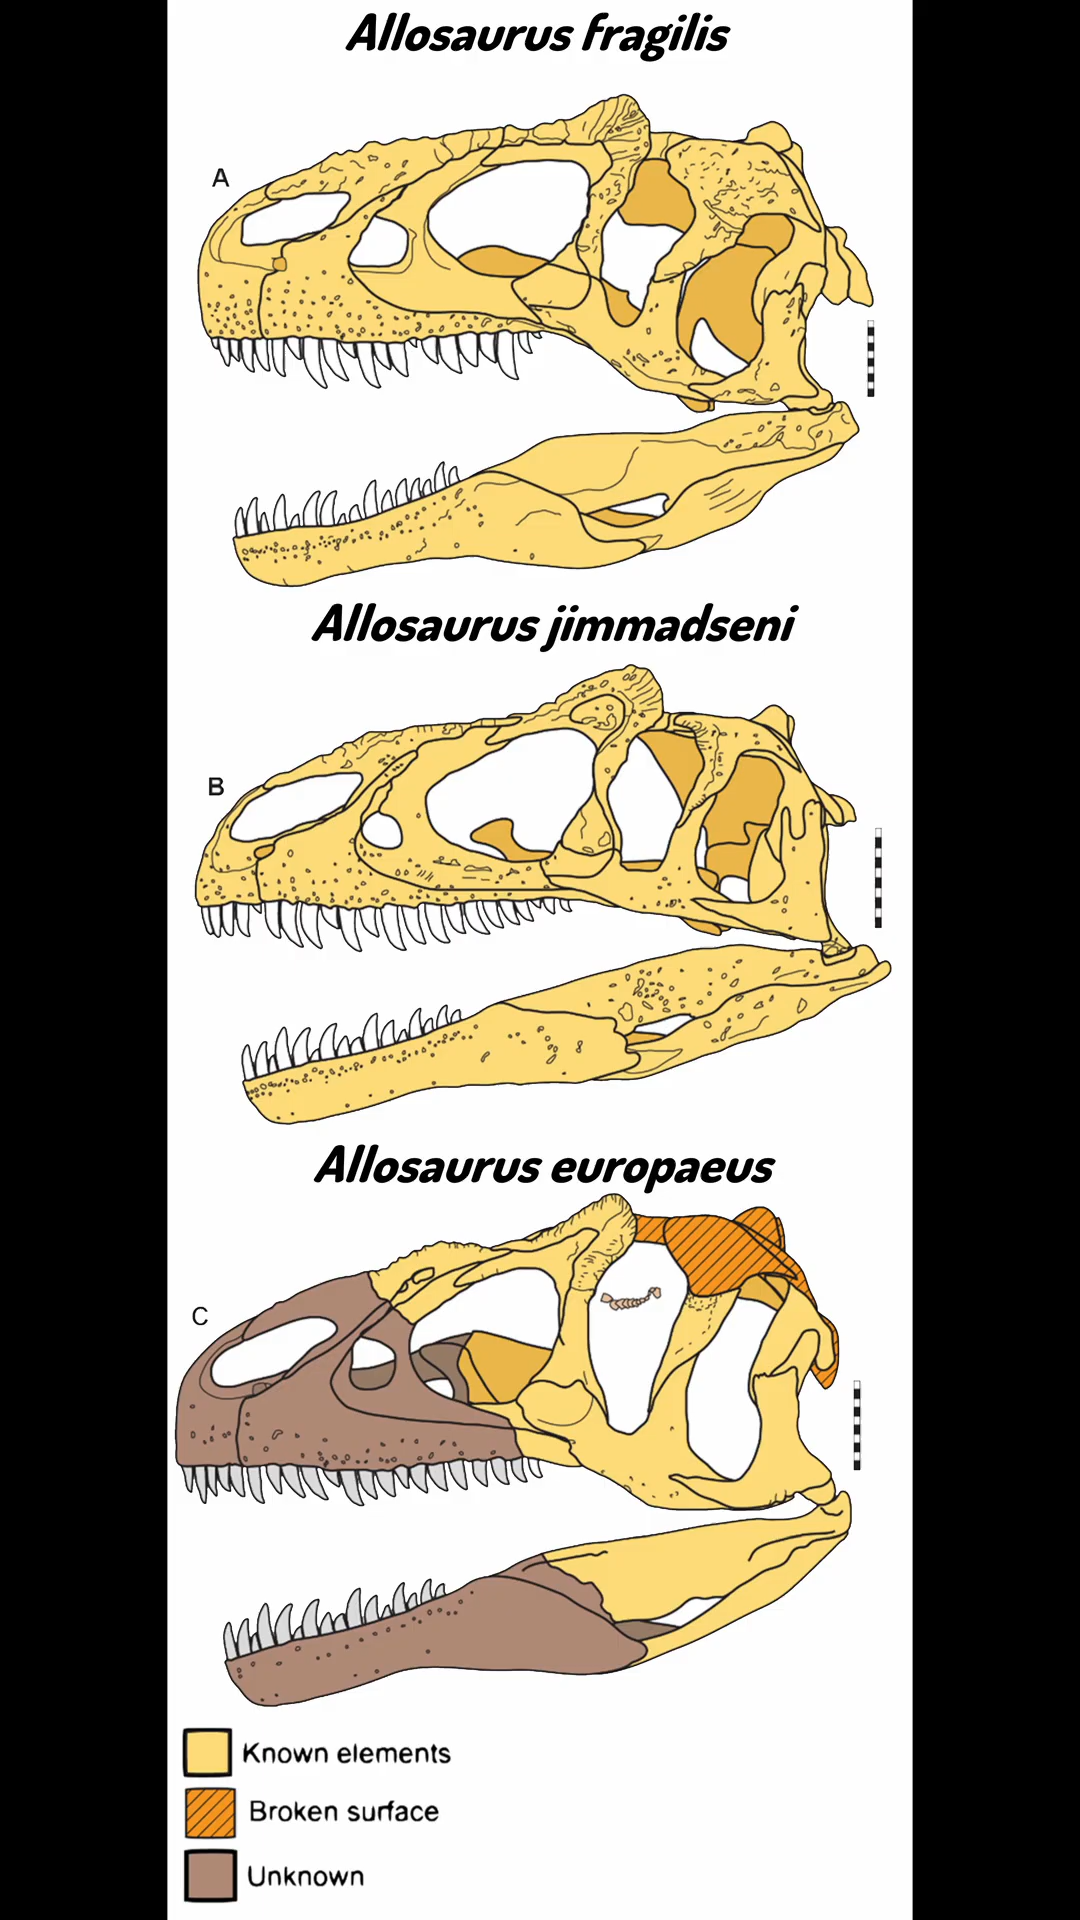 Allosaurus fragilis
A
Allosaurus jimmadseni
B
Allosaurus europaeus
C
Known elements
Broken surface
Unknown